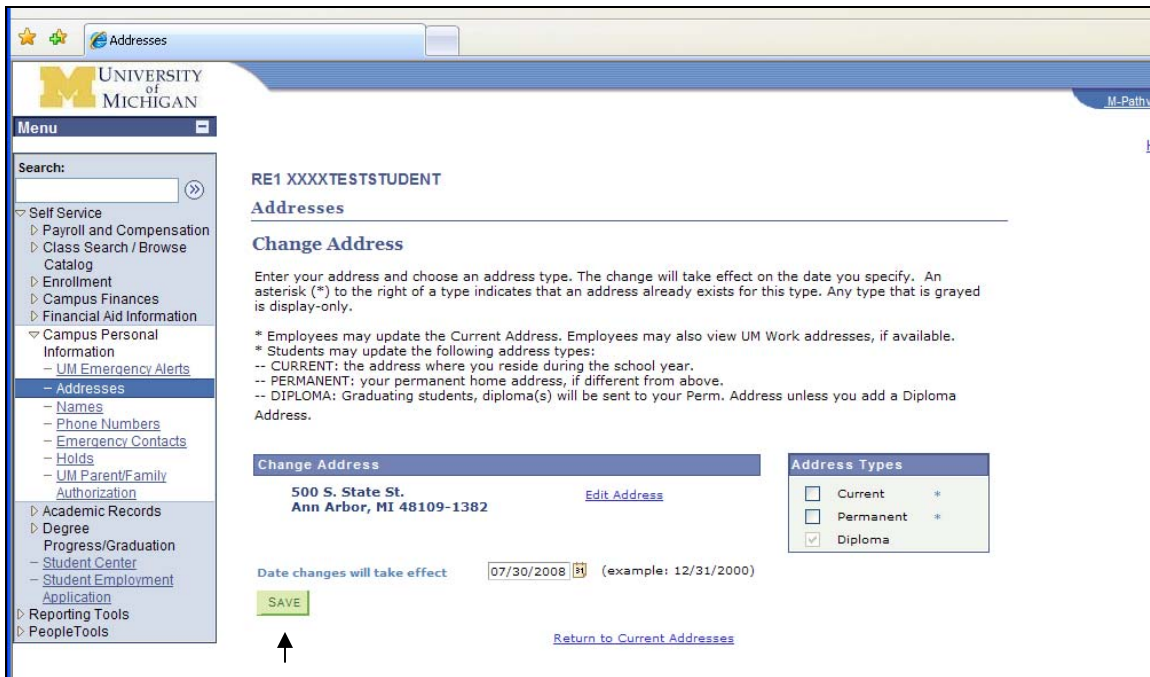 Addresses
UNIVERSITY
of
MICHIGAN
Menu
Search:
Self Service
Payroll and Compensation
Class Search / Browse
Catalog
Enrollment
Campus Finances
Financial Aid Information
Campus Personal
Information
– UM Emergency Alerts
– Addresses
– Names
– Phone Numbers
– Emergency Contacts
– Holds
– UM Parent/Family
Authorization
Academic Records
Degree
Progress/Graduation
– Student Center
– Student Employment
Application
Reporting Tools
PeopleTools
RE1 XXXXTESTSTUDENT
Addresses
Change Address
Enter your address and choose an address type. The change will take effect on the date you specify. An
asterisk (*) to the right of a type indicates that an address already exists for this type. Any type that is grayed
is display-only.
* Employees may update the Current Address. Employees may also view UM Work addresses, if available.
* Students may update the following address types:
-- CURRENT: the address where you reside during the school year.
-- PERMANENT: your permanent home address, if different from above.
-- DIPLOMA: Graduating students, diploma(s) will be sent to your Perm. Address unless you add a Diploma
Address.
Change Address
500 S. State St. Edit Address
Ann Arbor, MI 48109-1382
Address Types
Current *
Permanent *
Diploma
Date changes will take effect 07/30/2008 31 (example: 12/31/2000)
SAVE
Return to Current Addresses